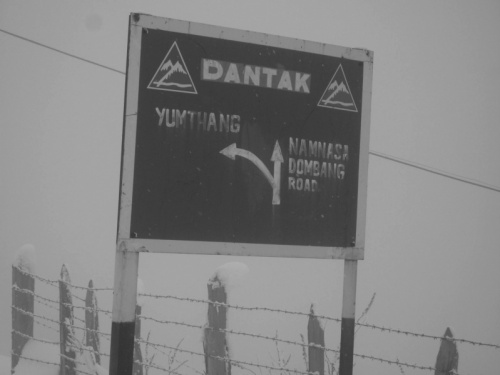 DANTAK
YUMTHANG
NAMNASA
DOMBANG
ROAD